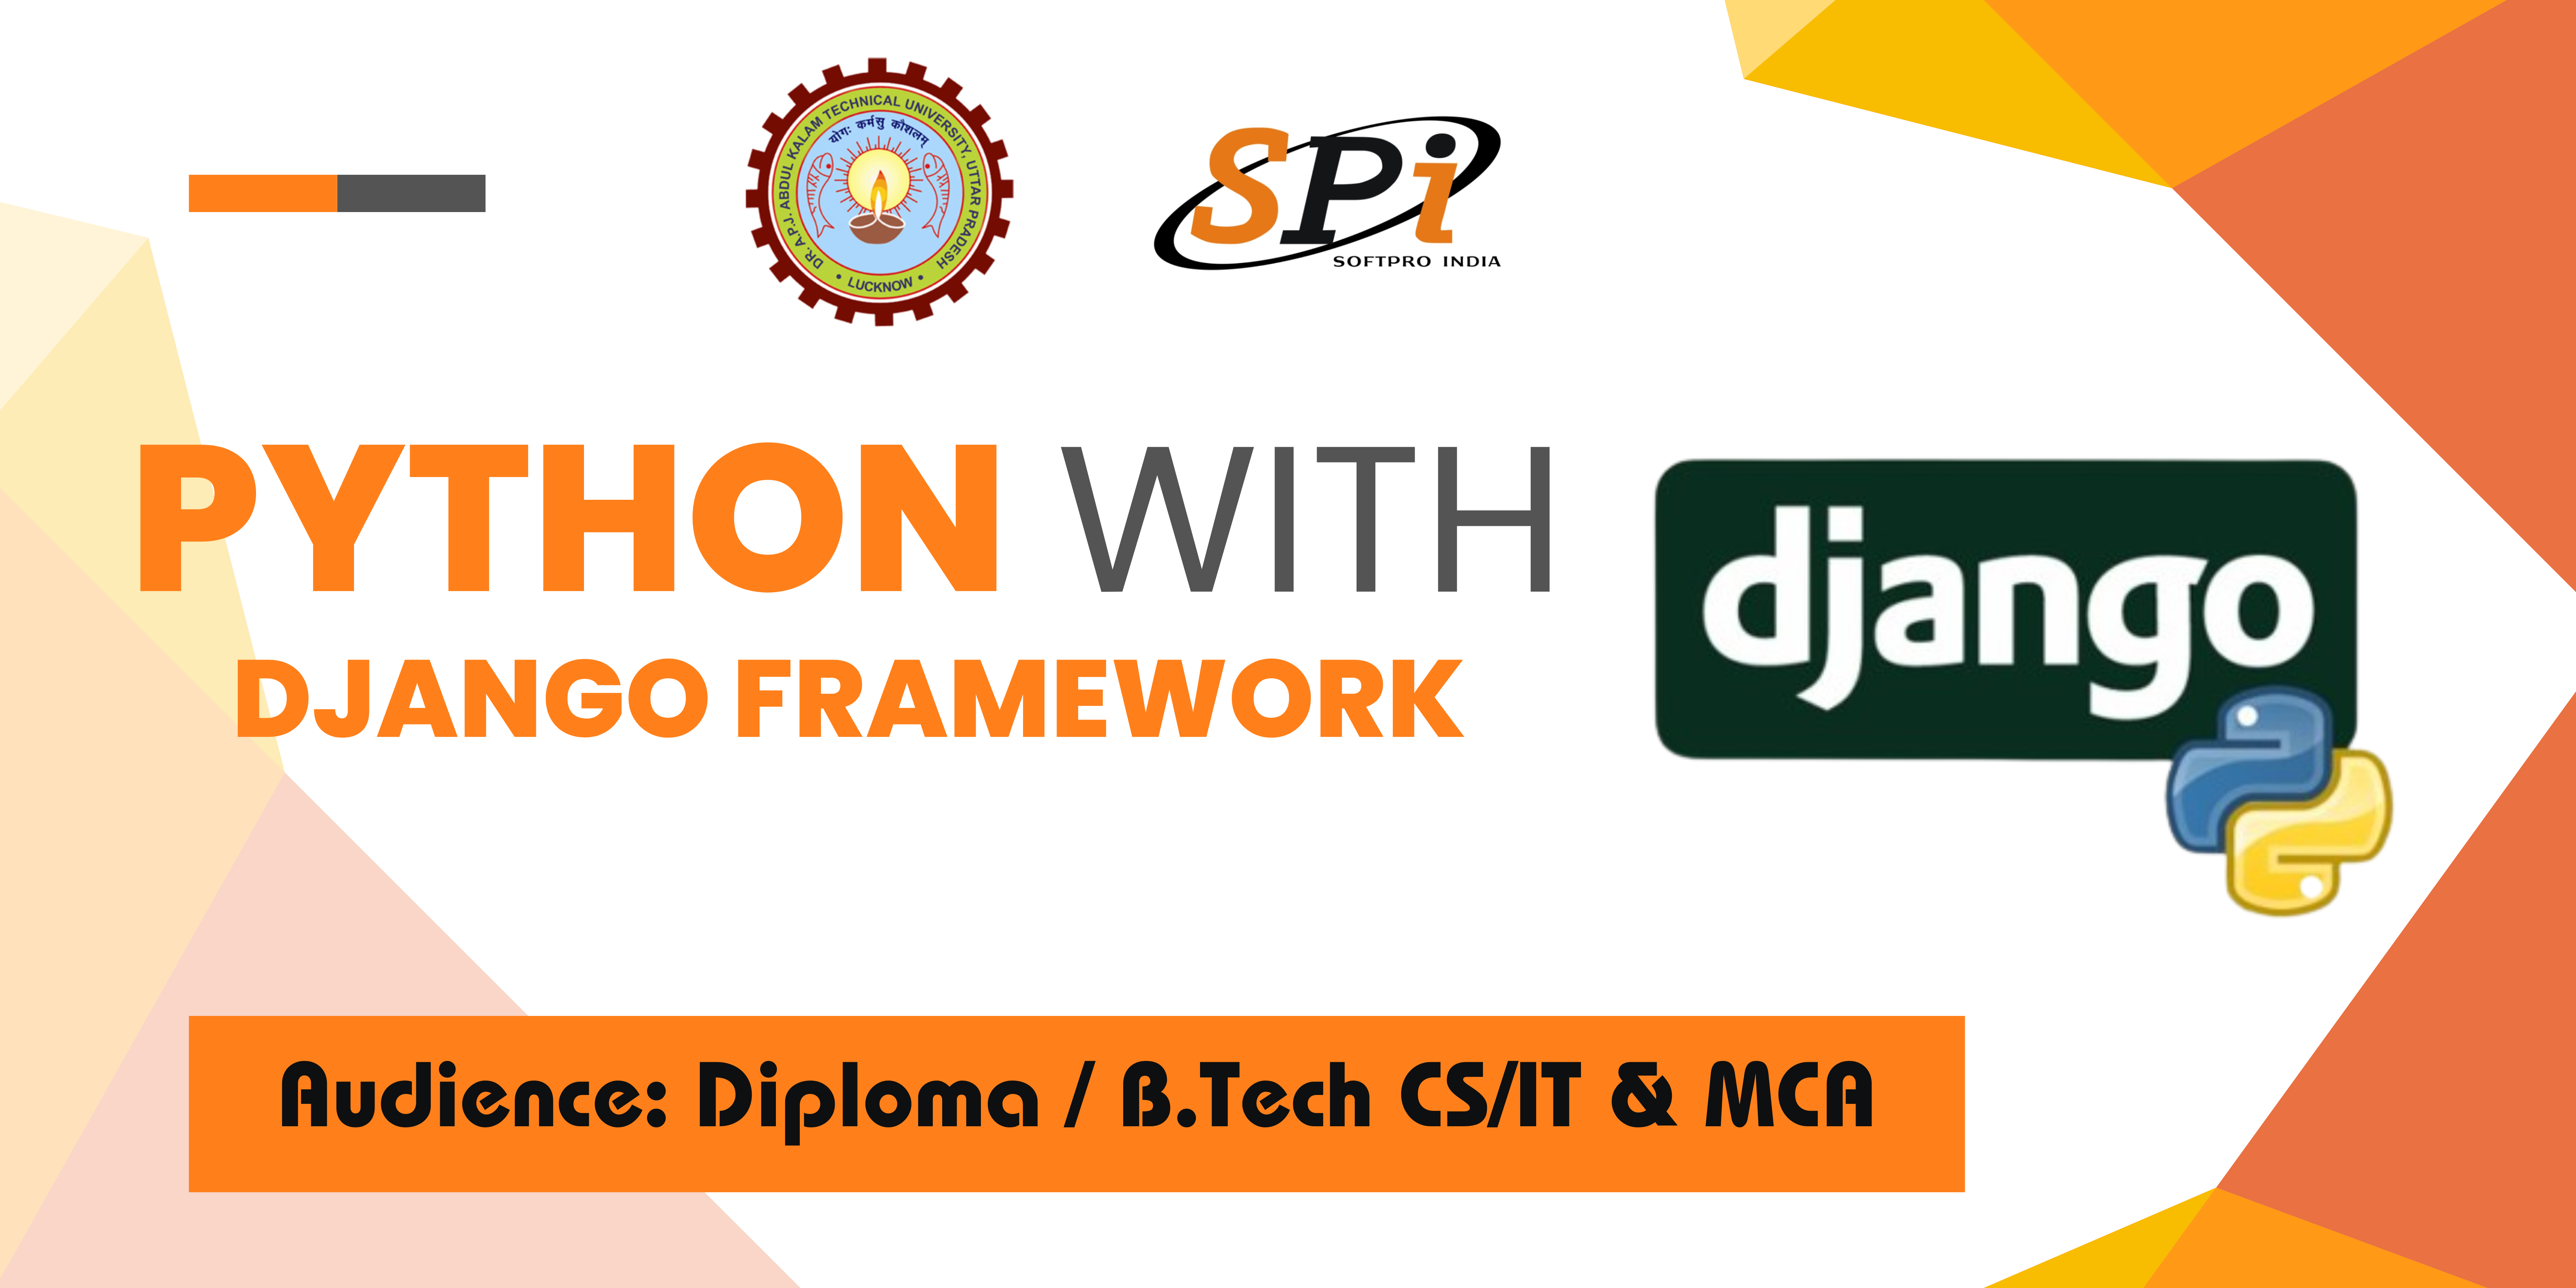 DR. A.P.J. ABDUL KALAM TECHNICAL UNIVERSITY, UTTAR PRADESH
योगः कर्मसु कौशलम्
• LUCKNOW •
SPi
SOFTPRO INDIA
PYTHON WITH
DJANGO FRAMEWORK
django
Audience: Diploma / B.Tech CS/IT & MCA